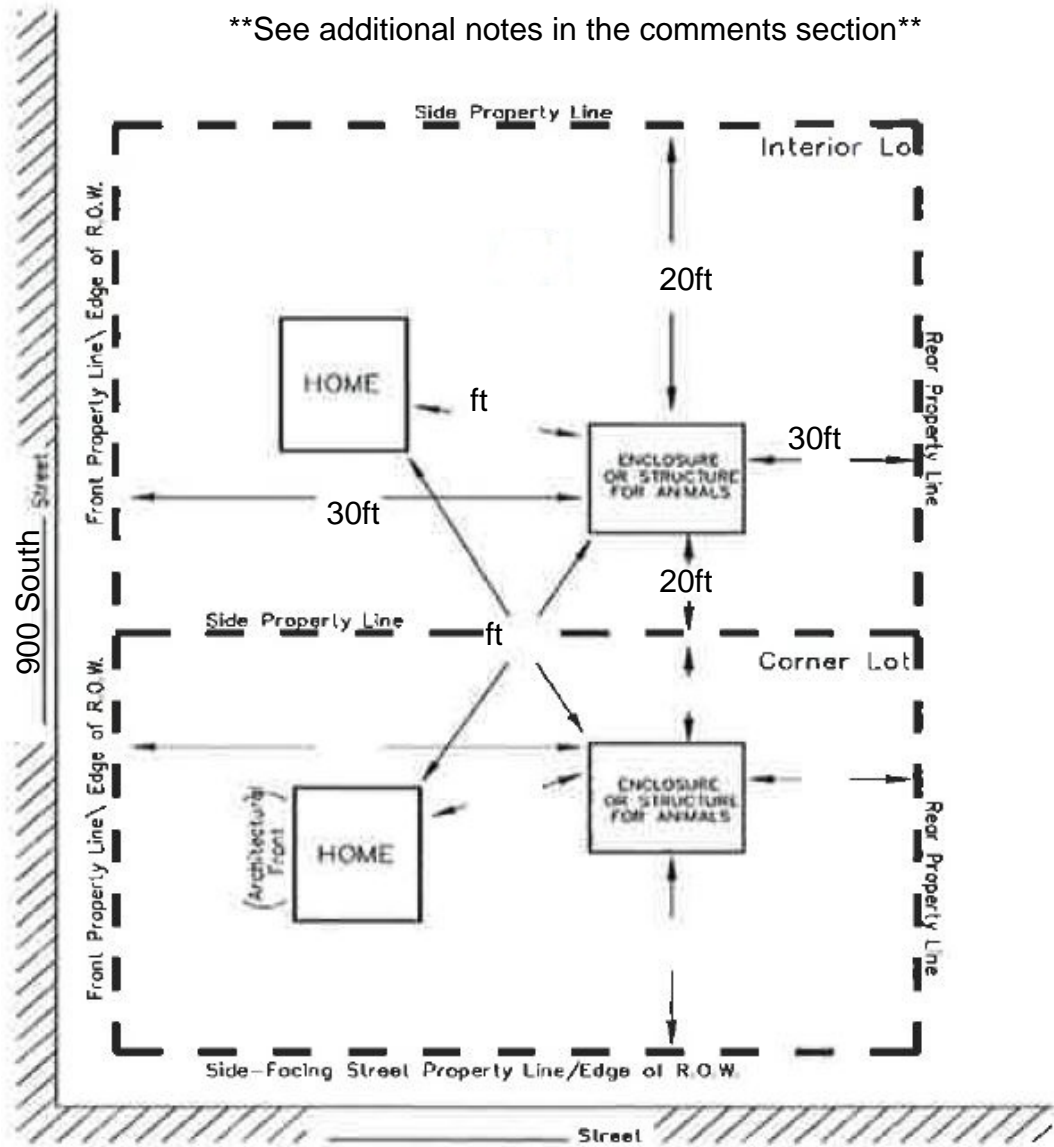 **See additional notes in the comments section**
Side Property Line
Interior Lo
Front Property Line\ Edge of R.O.W.
20ft
HOME
ft
ENCLOSURE
OR STRUCTURE
FOR ANIMALS
30ft
Rear Property Line
30ft
900 South
Street
20ft
Side Property Line
ft
Corner Lot
Front Property Line\ Edge of R.O.W.
(Architectural
Front)
HOME
ENCLOSURE
OR STRUCTURE
FOR ANIMALS
Rear Property Line
Side-Facing Street Property Line/Edge of R.O.W.
Street